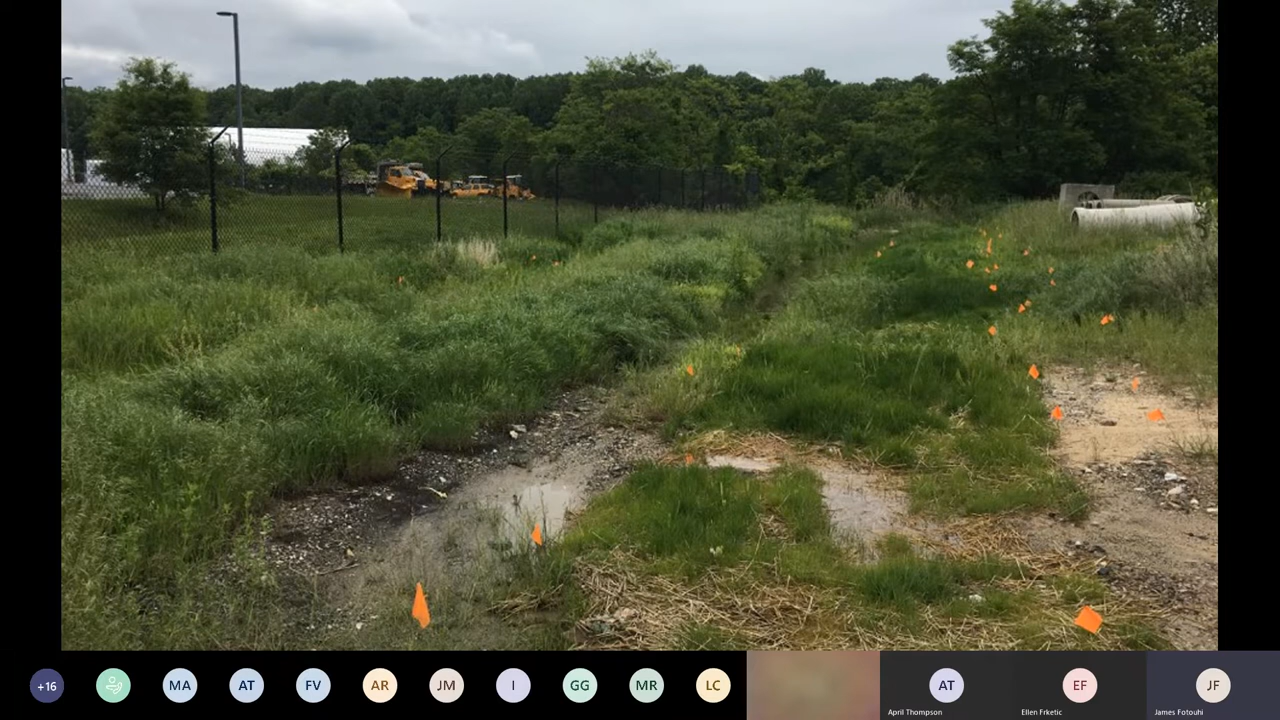 +16
MA
AT
FV
AR
JM
I
GG
MR
LC
AT
EF
JF
April Thompson
Ellen Frketic
James Fotouhi